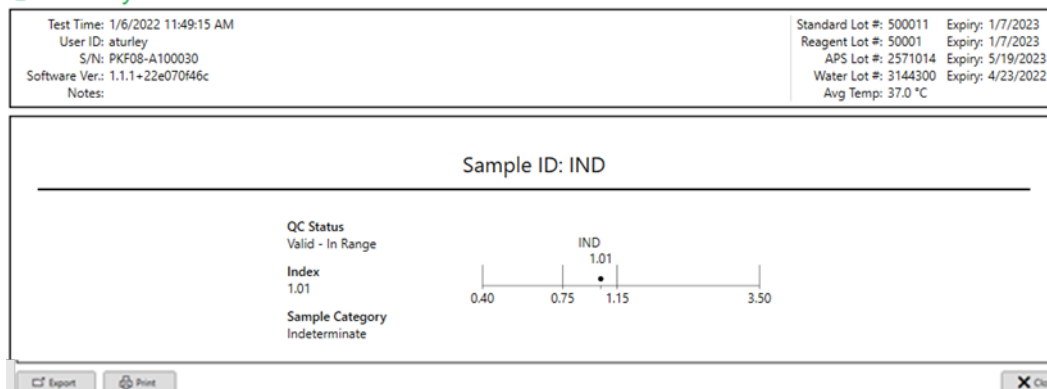 Test Time: 1/6/2022 11:49:15 AM
User ID: aturley
S/N: PKF08-A100030
Software Ver.: 1.1.1+22e070f46c
Notes:
Standard Lot #: 500011 Expiry: 1/7/2023
Reagent Lot #: 50001 Expiry: 1/7/2023
APS Lot #: 2571014 Expiry: 5/19/2023
Water Lot #: 3144300 Expiry: 4/23/2022
Avg Temp: 37.0 °C
Sample ID: IND
QC Status
Valid - In Range
Index
1.01
Sample Category
Indeterminate
IND
1.01
0.40 0.75 1.15 3.50
Export Print